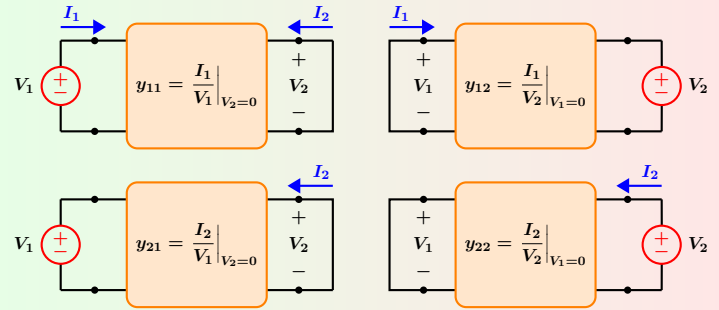 I₁ I₂ I₁
V₁ + − y₁₁ = I₁/V₁|V₂=0 + V₂ − + V₁ − y₁₂ = I₁/V₂|V₁=0 + − V₂
I₂ I₂
V₁ + − y₂₁ = I₂/V₁|V₂=0 + V₂ − + V₁ − y₂₂ = I₂/V₂|V₁=0 + − V₂